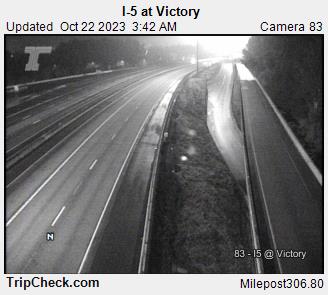 I-5 at Victory
Updated Oct 22 2023 3:42 AM Camera 83
T
N
83 - I5 @ Victory
TripCheck.com Milepost306.80